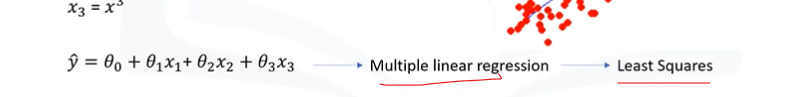 x₃ = x³
ŷ = θ₀ + θ₁x₁+ θ₂x₂ + θ₃x₃ → Multiple linear regression → Least Squares